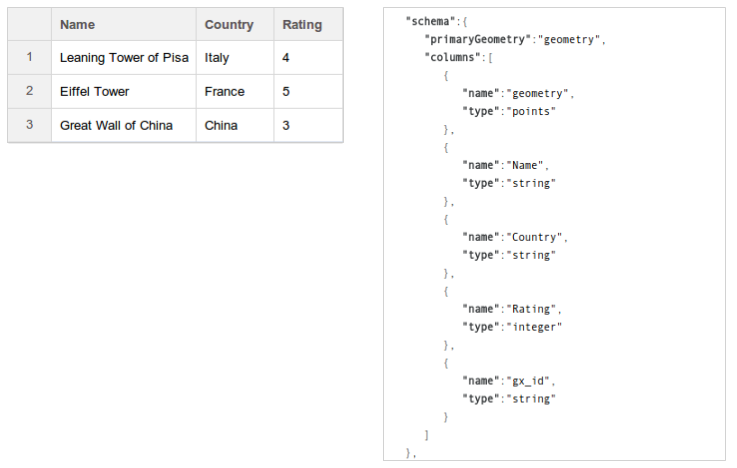 Name Country Rating
1 Leaning Tower of Pisa Italy 4
2 Eiffel Tower France 5
3 Great Wall of China China 3
"schema":{
"primaryGeometry":"geometry",
"columns":[
{
"name":"geometry",
"type":"points"
},
{
"name":"Name",
"type":"string"
},
{
"name":"Country",
"type":"string"
},
{
"name":"Rating",
"type":"integer"
},
{
"name":"gx_id",
"type":"string"
}
]
},